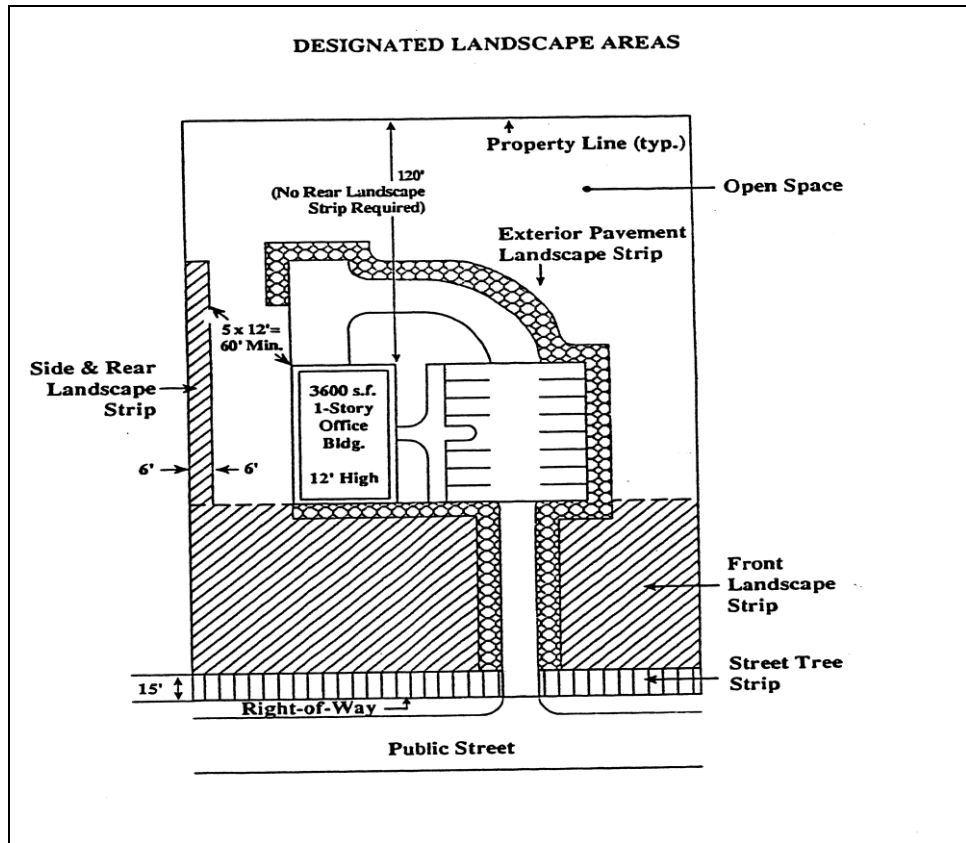 DESIGNATED LANDSCAPE AREAS
Property Line (typ.)
120'
(No Rear Landscape
Strip Required)
Open Space
Exterior Pavement
Landscape Strip
5 x 12'=
60' Min.
Side & Rear
Landscape
Strip
3600 s.f.
1-Story
Office
Bldg.
12' High
6' 6'
Front
Landscape
Strip
Street Tree
Strip
15'
Right-of-Way
Public Street